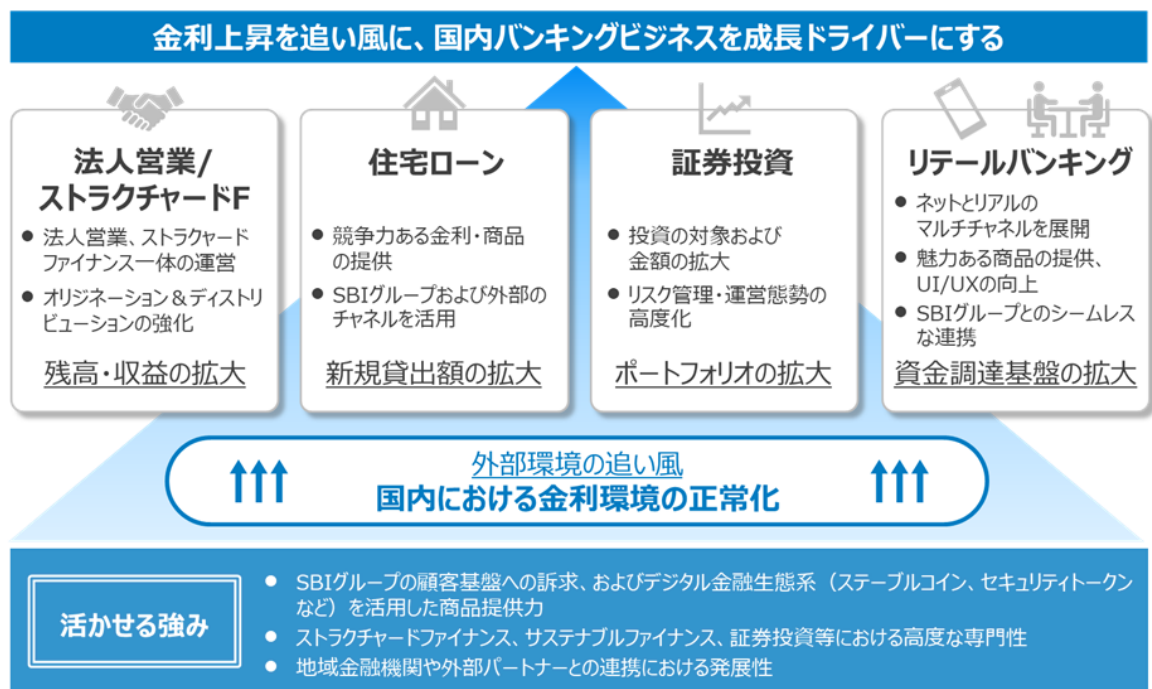 金利上昇を追い風に、国内バンキングビジネスを成長ドライバーにする
法人営業/
ストラクチャードF
● 法人営業、ストラクャード
ファイナンス一体の運営
● オリジネーション＆ディストリ
ビューションの強化
残高・収益の拡大
住宅ローン
● 競争力ある金利・商品
の提供
● SBIグループおよび外部の
チャネルを活用
新規貸出額の拡大
証券投資
● 投資の対象および
金額の拡大
● リスク管理・運営態勢の
高度化
ポートフォリオの拡大
リテールバンキング
● ネットとリアルの
マルチチャネルを展開
● 魅力ある商品の提供、
UI/UXの向上
● SBIグループとのシームレス
な連携
資金調達基盤の拡大
外部環境の追い風
国内における金利環境の正常化
活かせる強み
● SBIグループの顧客基盤への訴求、およびデジタル金融生態系（ステーブルコイン、セキュリティトークン
など）を活用した商品提供力
● ストラクチャードファイナンス、サステナブルファイナンス、証券投資等における高度な専門性
● 地域金融機関や外部パートナーとの連携における発展性